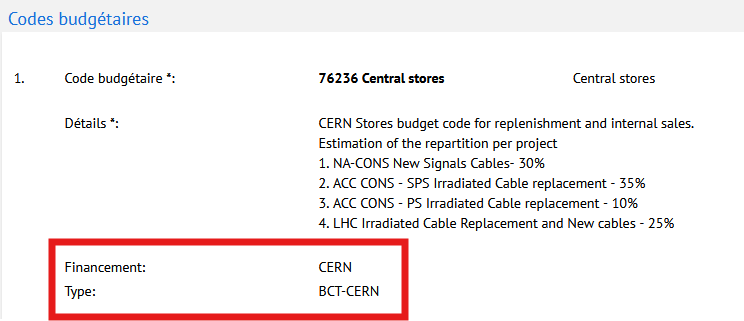 Codes budgétaires
1. Code budgétaire *: 76236 Central stores Central stores
Détails *: CERN Stores budget code for replenishment and internal sales.
Estimation of the repartition per project
1. NA-CONS New Signals Cables- 30%
2. ACC CONS - SPS Irradiated Cable replacement - 35%
3. ACC CONS - PS Irradiated Cable replacement - 10%
4. LHC Irradiated Cable Replacement and New cables - 25%
Financement: CERN
Type: BCT-CERN